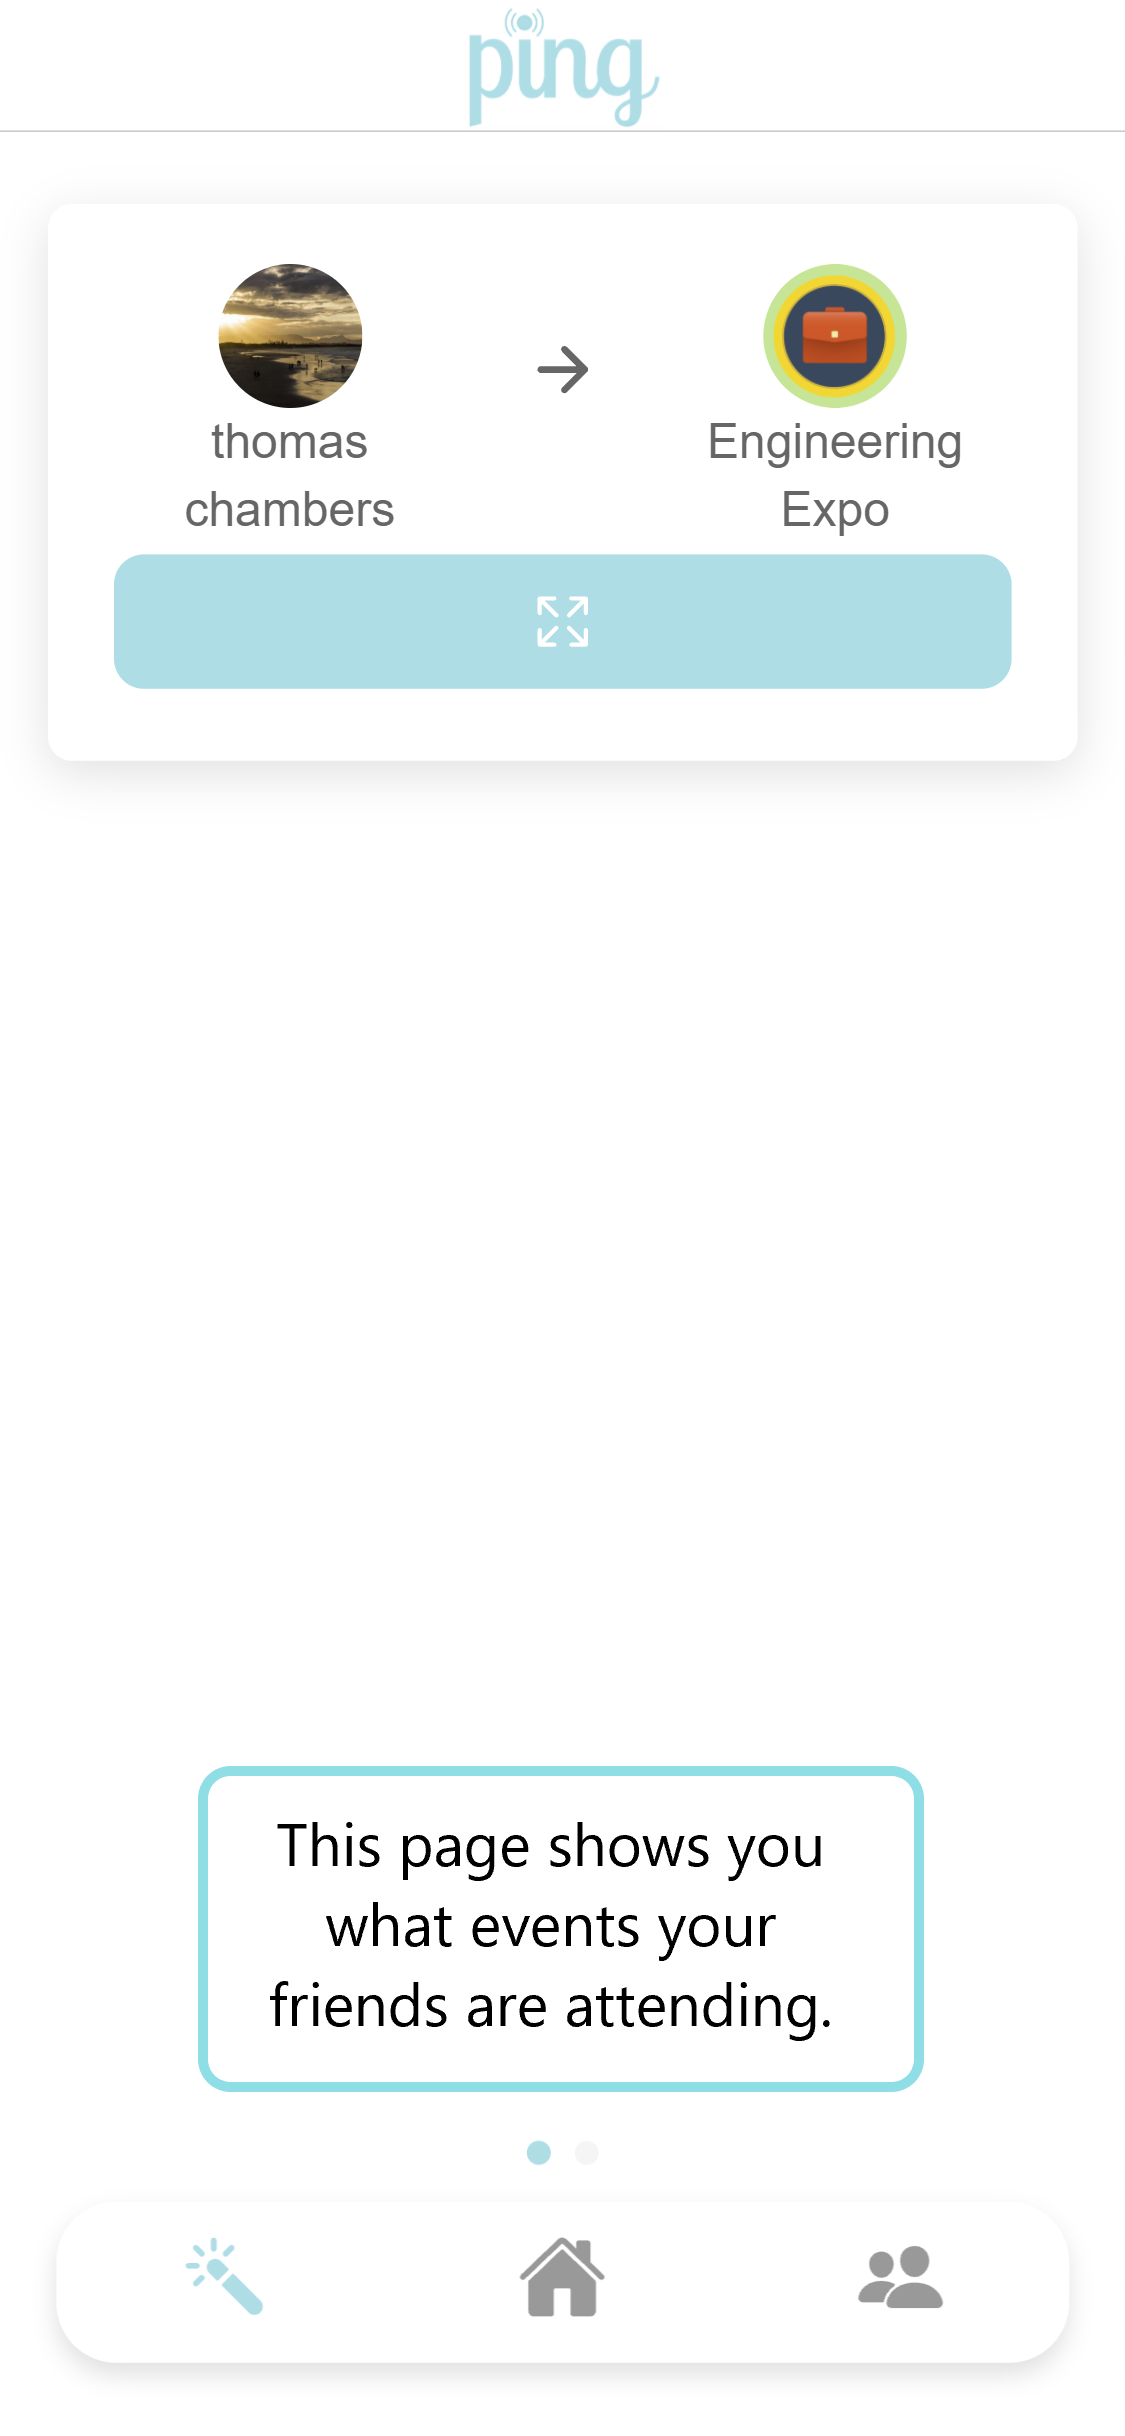 ping
thomas
chambers
Engineering
Expo
This page shows you
what events your
friends are attending.